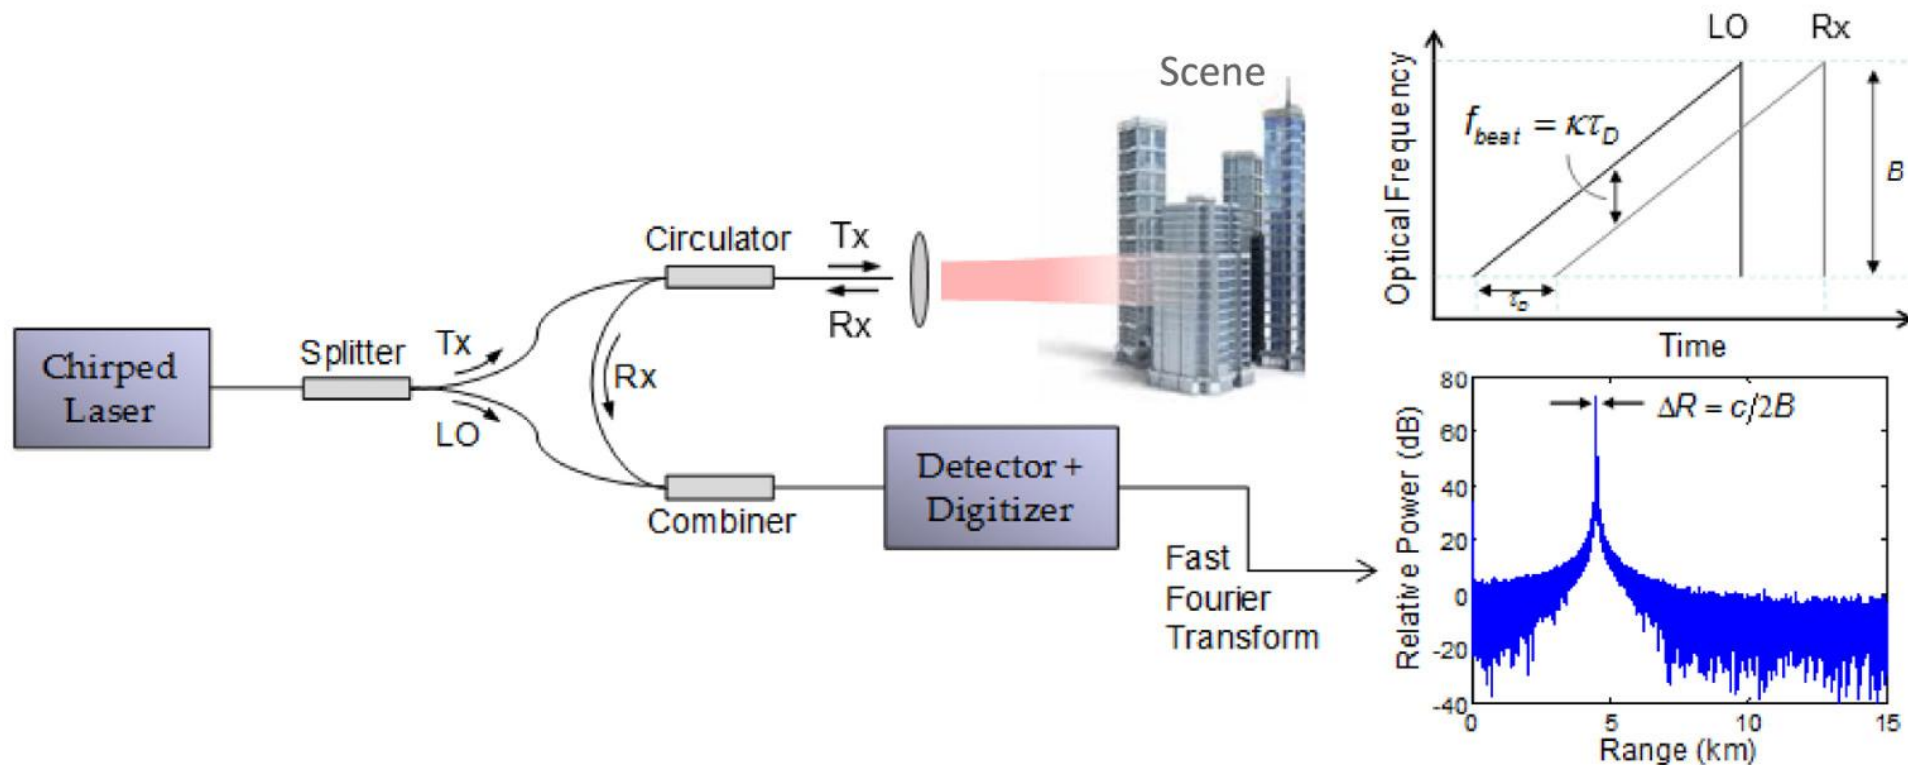 Chirped
Laser
Splitter
Tx
LO
Circulator
Rx
Tx
Rx
Combiner
Scene
Detector +
Digitizer
Fast
Fourier
Transform
LO
Rx
Optical Frequency
f_beat = κτ_D
B
τ_D
Time
80
60
40
20
0
-20
-40
Relative Power (dB)
ΔR = c/2B
0
5
10
15
Range (km)